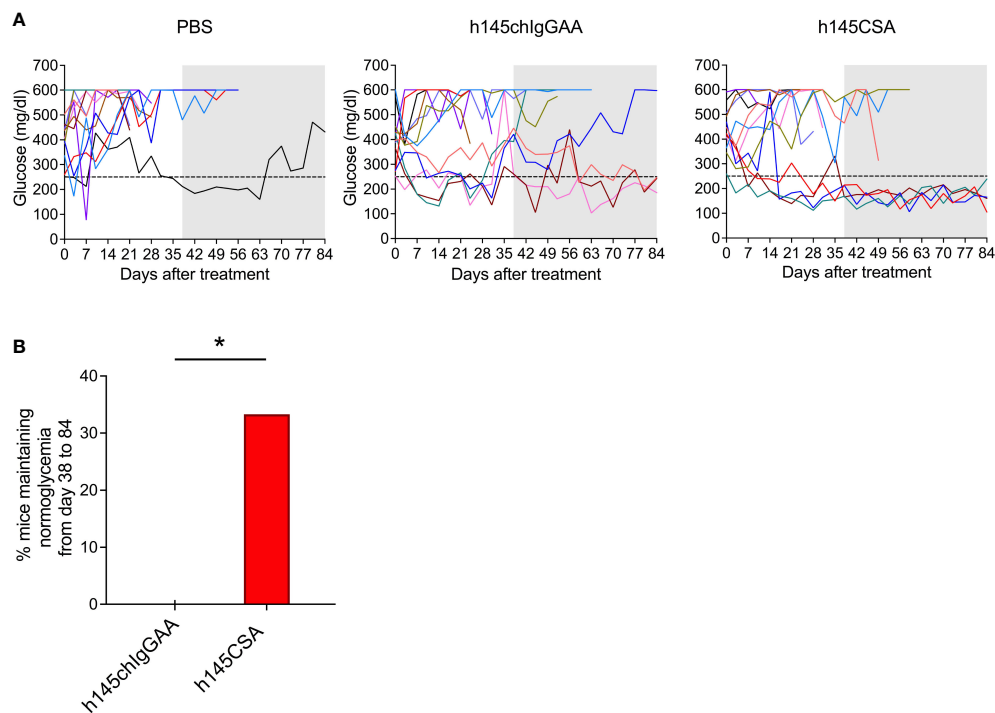 A
PBS
h145chIgGAA
h145CSA
Glucose (mg/dl)
700
600
500
400
300
200
100
0
0 7 14 21 28 35 42 49 56 63 70 77 84
Days after treatment
Glucose (mg/dl)
700
600
500
400
300
200
100
0
0 7 14 21 28 35 42 49 56 63 70 77 84
Days after treatment
700
600
500
400
300
200
100
0
0 7 14 21 28 35 42 49 56 63 70 77 84
Days after treatment
B
*
% mice maintaining
normoglycemia
from day 38 to 84
40
30
20
10
0
h145chIgGAA
h145CSA